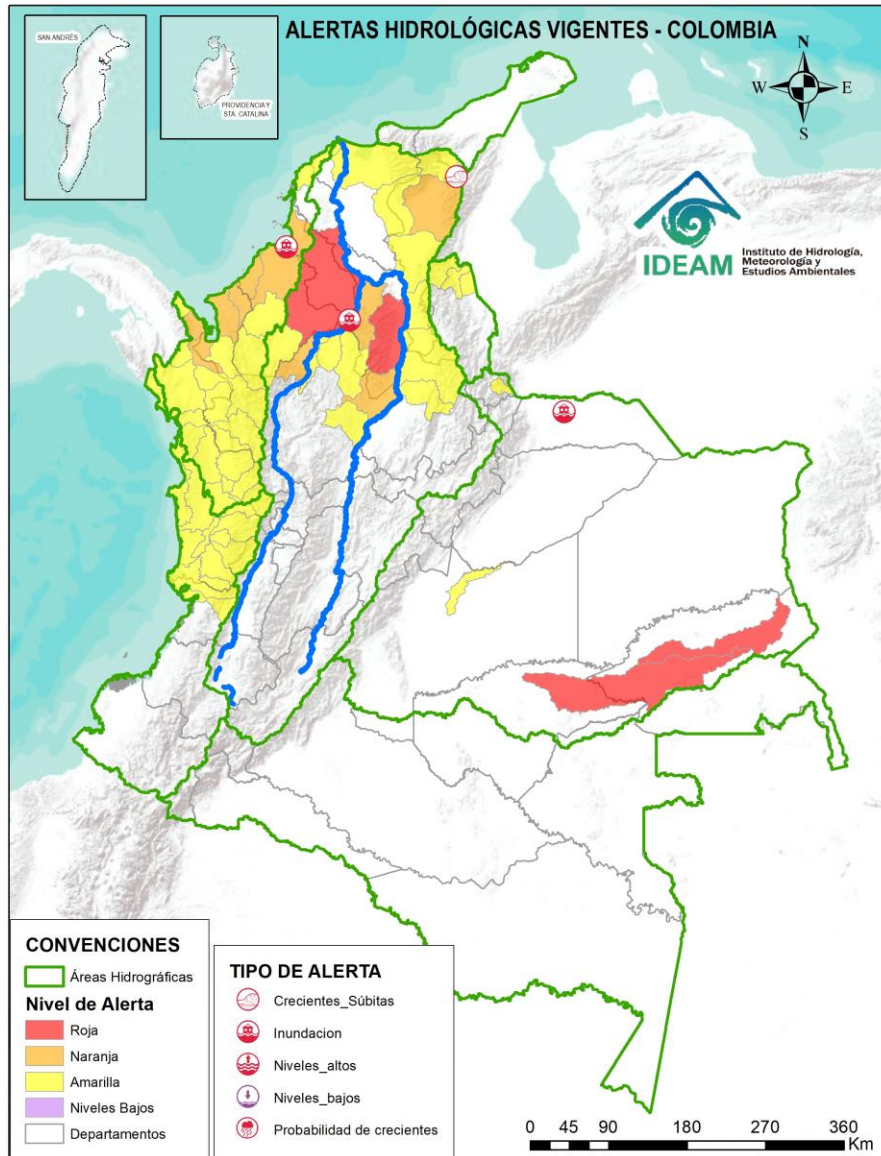 ALERTAS HIDROLÓGICAS VIGENTES - COLOMBIA
SAN ANDRÉS
PROVIDENCIA Y
STA. CATALINA
N
W
E
S
IDEAM
Instituto de Hidrología,
Meteorología y
Estudios Ambientales
CONVENCIONES
Áreas Hidrográficas
Nivel de Alerta
Roja
Naranja
Amarilla
Niveles Bajos
Departamentos
TIPO DE ALERTA
Crecientes_Súbitas
Inundacion
Niveles_altos
Niveles_bajos
Probabilidad de crecientes
0 45 90 180 270 360
Km